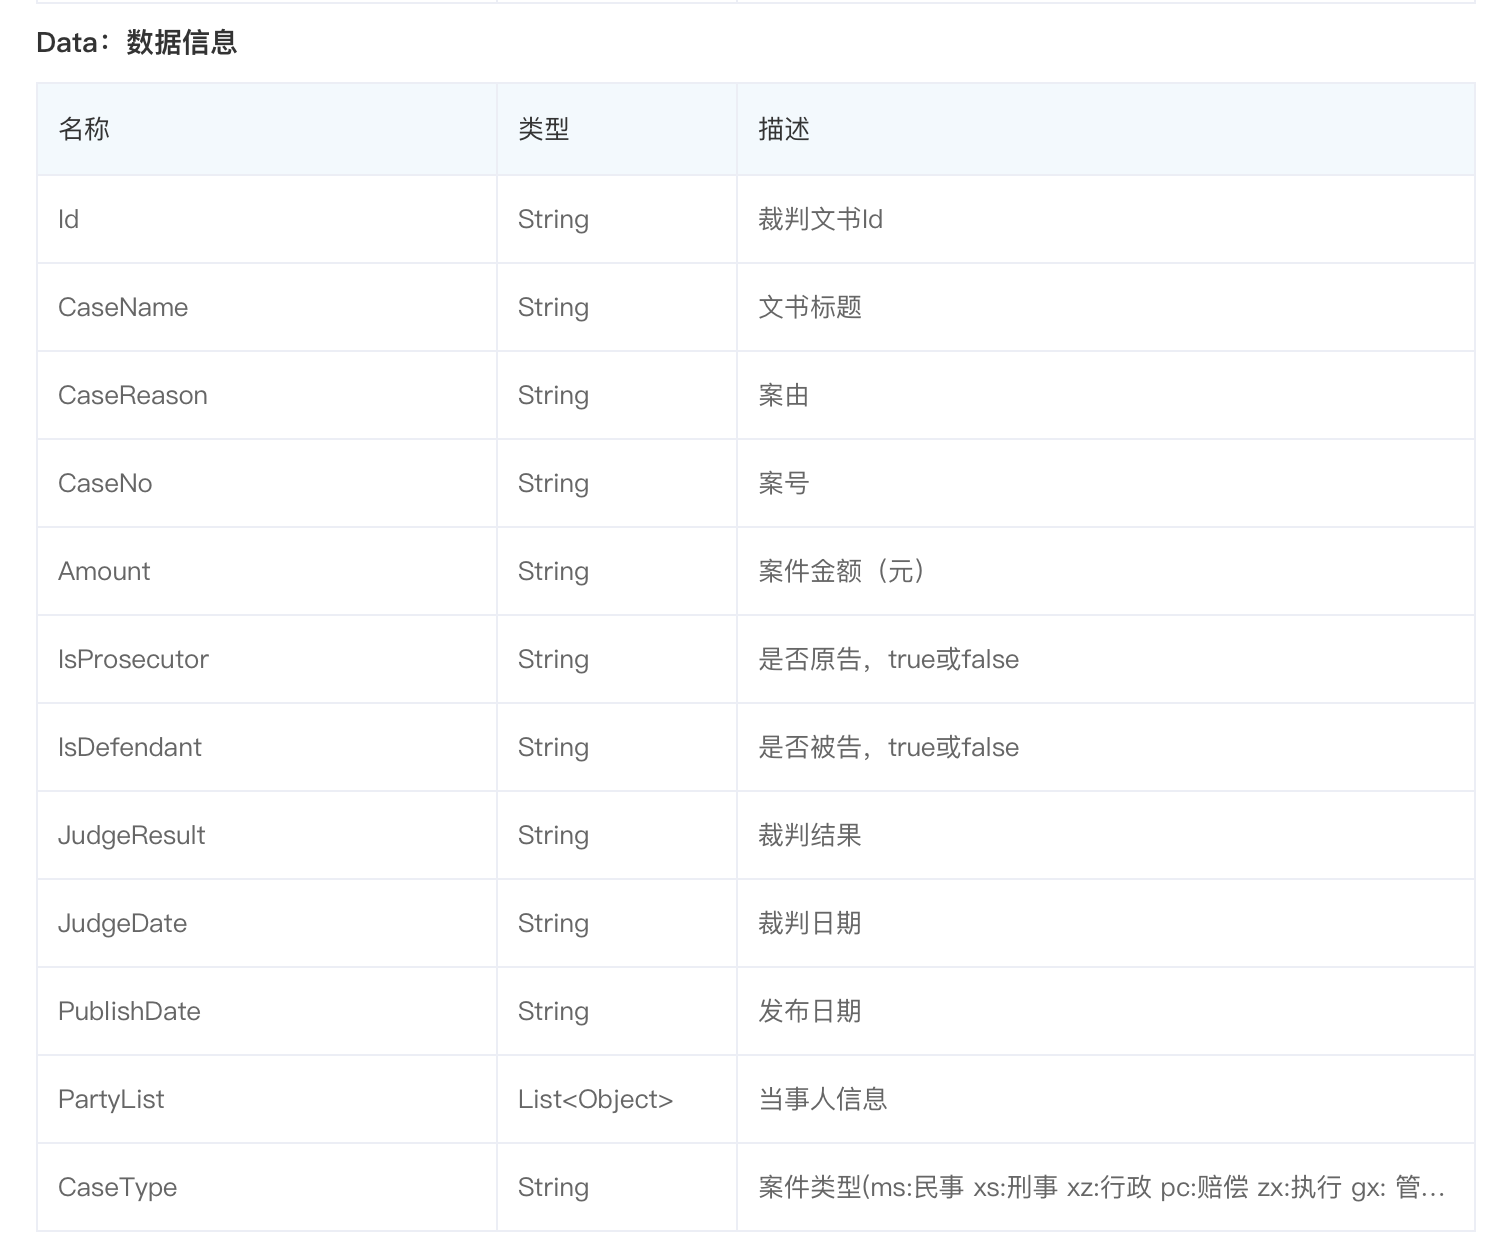 Data：数据信息
名称 类型 描述
Id String 裁判文书Id
CaseName String 文书标题
CaseReason String 案由
CaseNo String 案号
Amount String 案件金额（元）
IsProsecutor String 是否原告，true或false
IsDefendant String 是否被告，true或false
JudgeResult String 裁判结果
JudgeDate String 裁判日期
PublishDate String 发布日期
PartyList List<Object> 当事人信息
CaseType String 案件类型(ms:民事 xs:刑事 xz:行政 pc:赔偿 zx:执行 gx: 管...